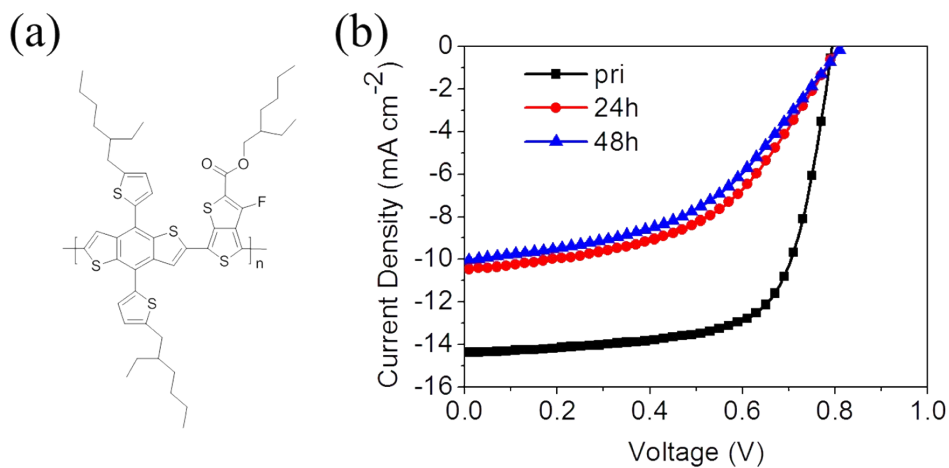 (a)
O
O
F
S
S
S
S
S
S
n
(b)
Current Density (mA cm-2)
0
-2
-4
-6
-8
-10
-12
-14
-16
pri
24h
48h
0.0 0.2 0.4 0.6 0.8 1.0
Voltage (V)